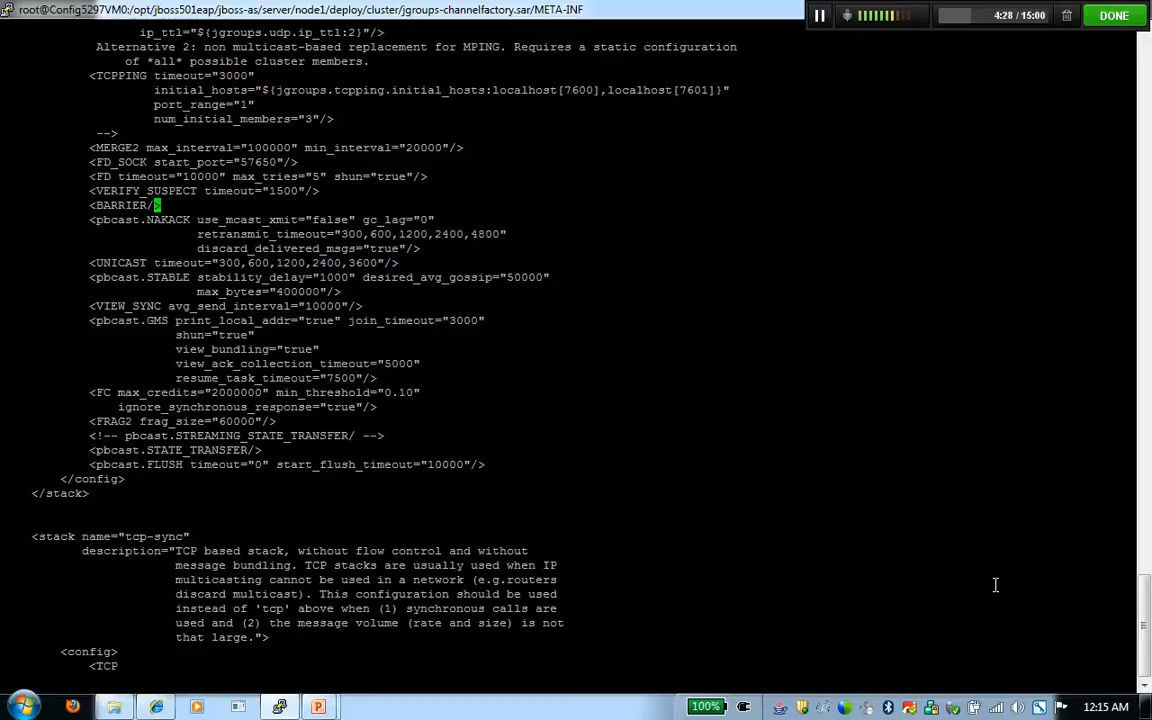 root@Config5297VM0:/opt/jboss501eap/jboss-as/server/node1/deploy/cluster/jgroups-channelfactory.sar/META-INF
4:28 / 15:00
DONE
ip_ttl="${jgroups.udp.ip_ttl:2}"/>
Alternative 2: non multicast-based replacement for MPING. Requires a static configuration
of *all* possible cluster members.
<TCPPING timeout="3000"
initial_hosts="${jgroups.tcpping.initial_hosts:localhost[7600],localhost[7601]}"
port_range="1"
num_initial_members="3"/>
-->
<MERGE2 max_interval="100000" min_interval="20000"/>
<FD_SOCK start_port="57650"/>
<FD timeout="10000" max_tries="5" shun="true"/>
<VERIFY_SUSPECT timeout="1500"/>
<BARRIER/>
<pbcast.NAKACK use_mcast_xmit="false" gc_lag="0"
retransmit_timeout="300,600,1200,2400,4800"
discard_delivered_msgs="true"/>
<UNICAST timeout="300,600,1200,2400,3600"/>
<pbcast.STABLE stability_delay="1000" desired_avg_gossip="50000"
max_bytes="400000"/>
<VIEW_SYNC avg_send_interval="10000"/>
<pbcast.GMS print_local_addr="true" join_timeout="3000"
shun="true"
view_bundling="true"
view_ack_collection_timeout="5000"
resume_task_timeout="7500"/>
<FC max_credits="2000000" min_threshold="0.10"
ignore_synchronous_response="true"/>
<FRAG2 frag_size="60000"/>
<!-- pbcast.STREAMING_STATE_TRANSFER/ -->
<pbcast.STATE_TRANSFER/>
<pbcast.FLUSH timeout="0" start_flush_timeout="10000"/>
</config>
</stack>
<stack name="tcp-sync"
description="TCP based stack, without flow control and without
message bundling. TCP stacks are usually used when IP
multicasting cannot be used in a network (e.g.routers
discard multicast). This configuration should be used
instead of 'tcp' above when (1) synchronous calls are
used and (2) the message volume (rate and size) is not
that large.">
<config>
<TCP
100%
12:15 AM